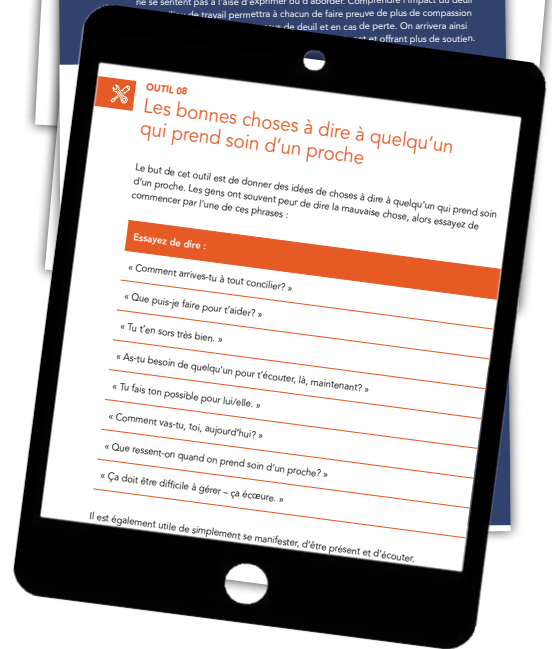 ne se sentent pas à l'aise d'exprimer ou d'aborder. Comprendre l'impact du deuil
de travail permettra à chacun de faire preuve de plus de compassion
de deuil et en cas de perte. On arrivera ainsi
et offrant plus de soutien.
OUTIL 08
Les bonnes choses à dire à quelqu'un
qui prend soin d'un proche
Le but de cet outil est de donner des idées de choses à dire à quelqu'un qui prend soin
d'un proche. Les gens ont souvent peur de dire la mauvaise chose, alors essayez de
commencer par l'une de ces phrases :
Essayez de dire :
« Comment arrives-tu à tout concilier? »
« Que puis-je faire pour t'aider? »
« Tu t'en sors très bien. »
« As-tu besoin de quelqu'un pour t'écouter, là, maintenant? »
« Tu fais ton possible pour lui/elle. »
« Comment vas-tu, toi, aujourd'hui? »
« Que ressent-on quand on prend soin d'un proche? »
« Ça doit être difficile à gérer – ça écœure. »
Il est également utile de simplement se manifester, d'être présent et d'écouter.